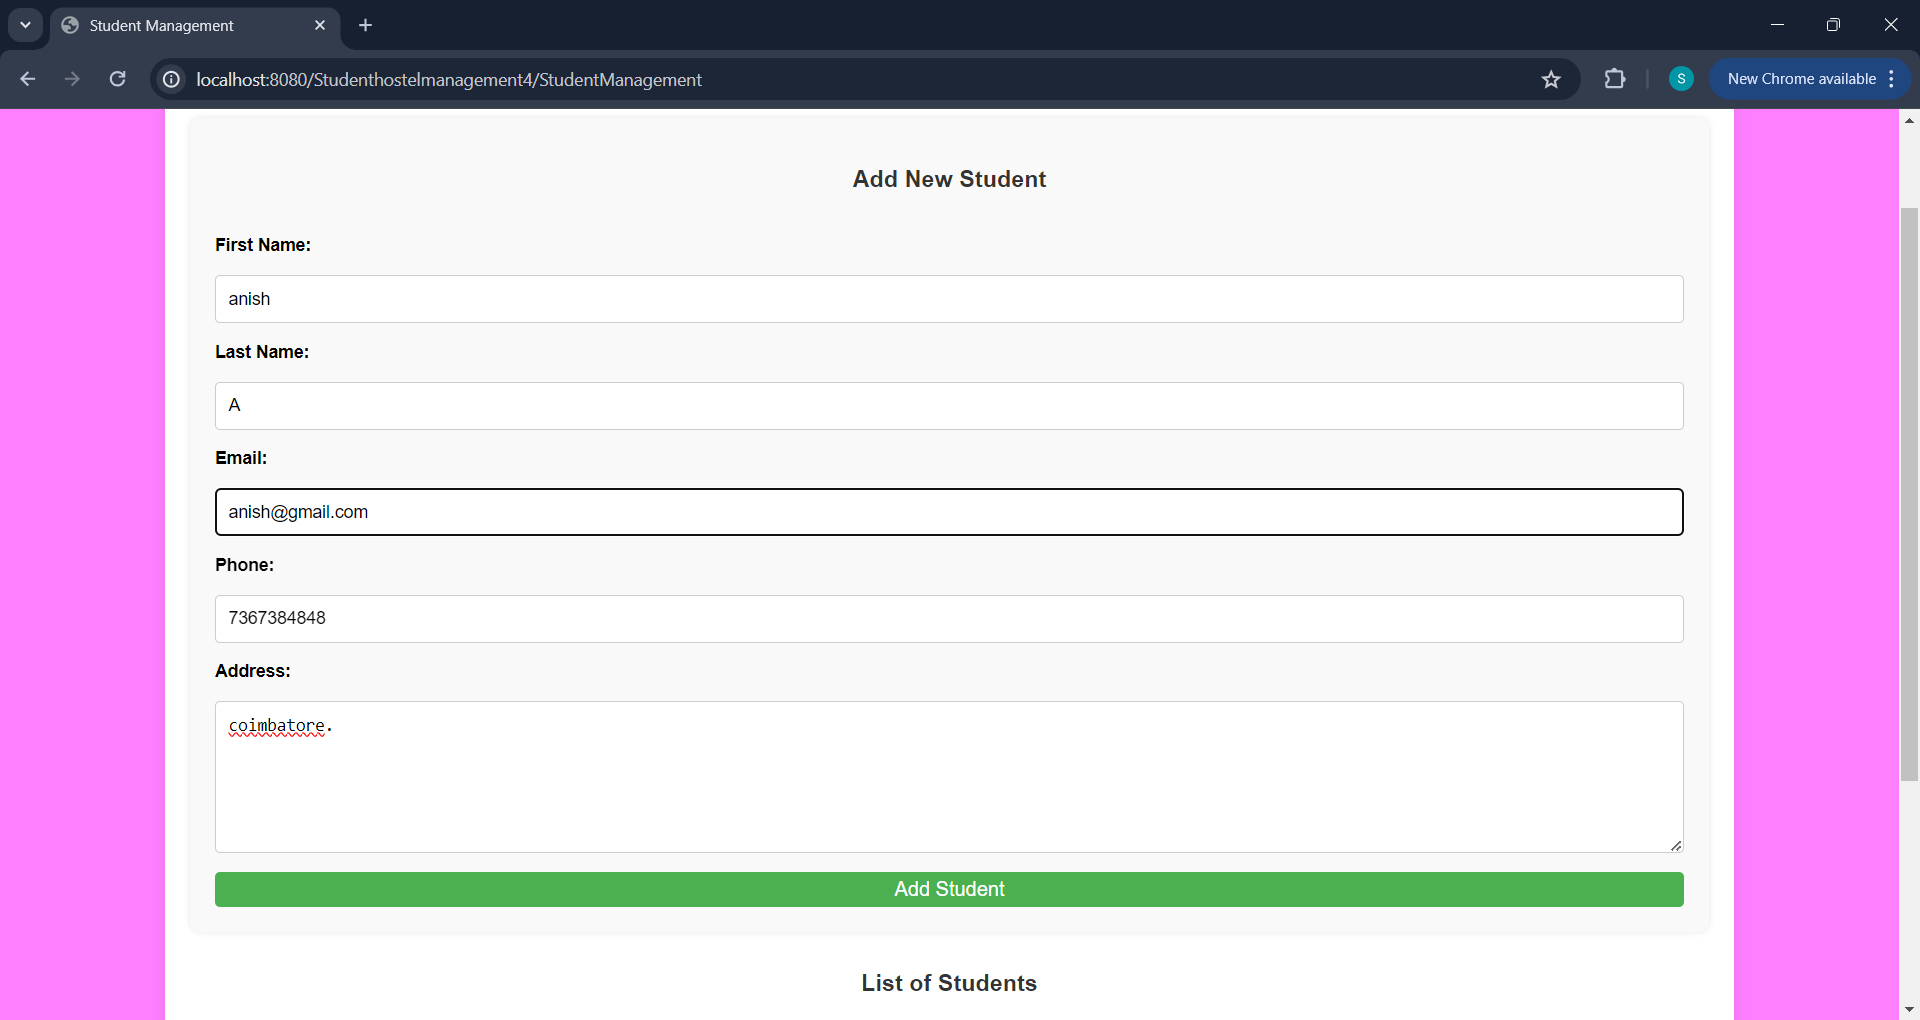 Student Management
localhost:8080/Studenthostelmanagement4/StudentManagement
S
New Chrome available
Add New Student
First Name:
anish
Last Name:
A
Email:
anish@gmail.com
Phone:
7367384848
Address:
coimbatore.
Add Student
List of Students